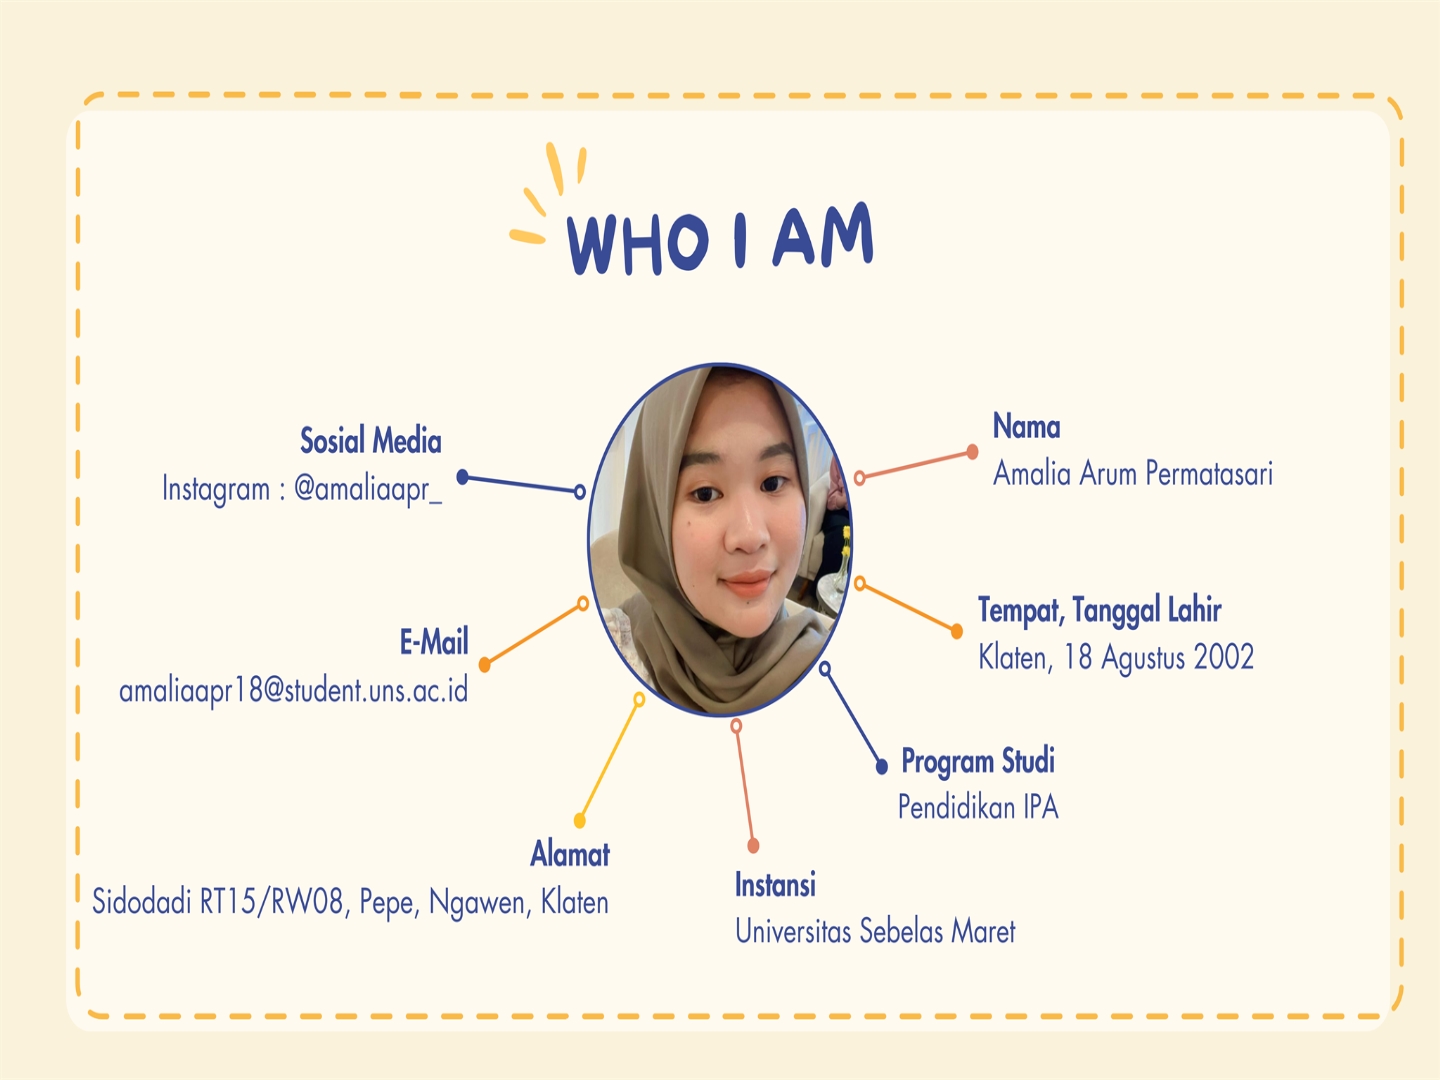 WHO I AM
Sosial Media
Instagram : @amaliaapr_
E-Mail
amaliaapr18@student.uns.ac.id
Alamat
Sidodadi RT15/RW08, Pepe, Ngawen, Klaten
Nama
Amalia Arum Permatasari
Tempat, Tanggal Lahir
Klaten, 18 Agustus 2002
Program Studi
Pendidikan IPA
Instansi
Universitas Sebelas Maret